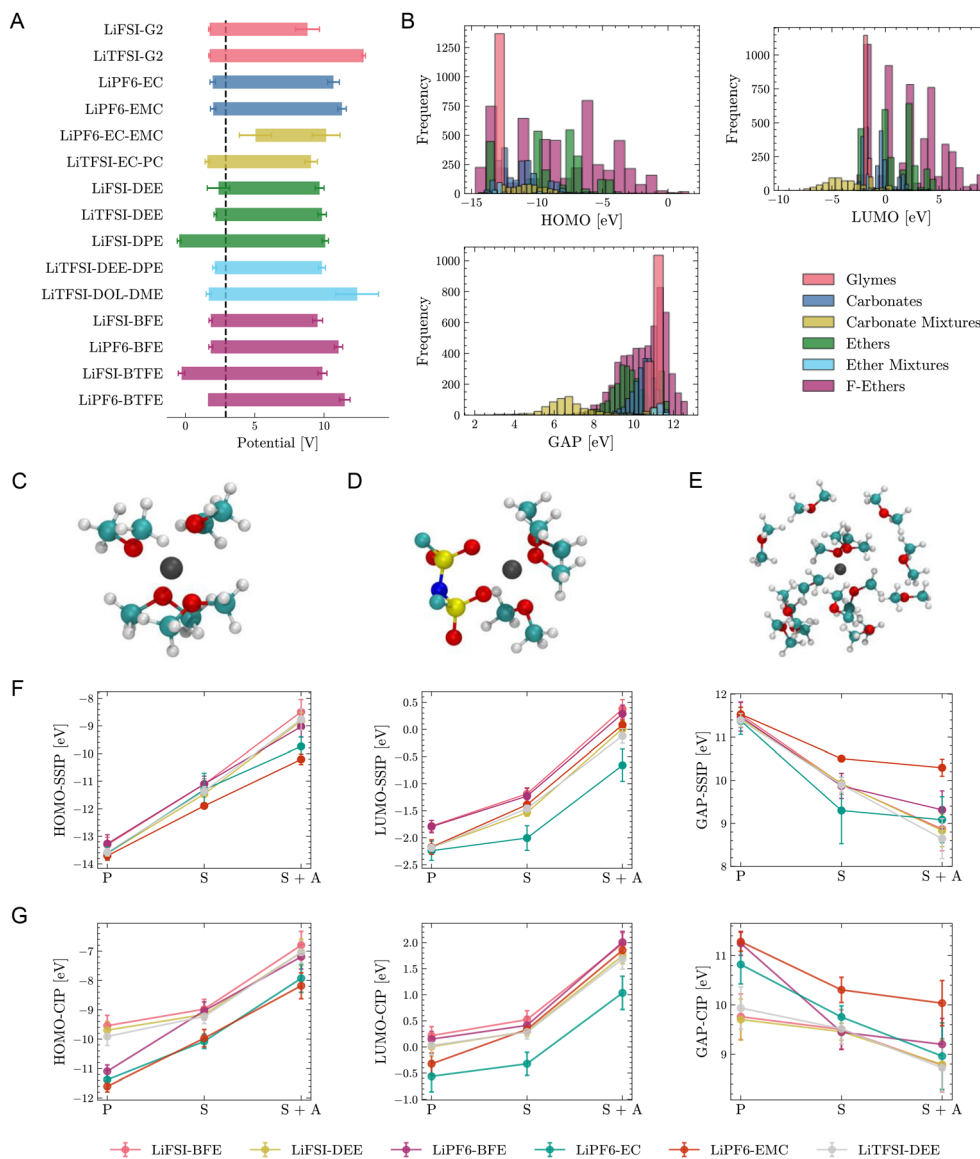 A
LiFSI-G2
LiTFSI-G2
LiPF6-EC
LiPF6-EMC
LiPF6-EC-EMC
LiTFSI-EC-PC
LiFSI-DEE
LiTFSI-DEE
LiFSI-DPE
LiTFSI-DEE-DPE
LiTFSI-DOL-DME
LiFSI-BFE
LiPF6-BFE
LiFSI-BTFE
LiPF6-BTFE
0 5 10
Potential [V]
B
Frequency
1250
1000
750
500
250
0
−15 −10 −5 0
HOMO [eV]
Frequency
1000
750
500
250
0
−10 −5 0 5
LUMO [eV]
Frequency
1000
800
600
400
200
0
2 4 6 8 10 12
GAP [eV]
Glymes
Carbonates
Carbonate Mixtures
Ethers
Ether Mixtures
F-Ethers
C
D
E
F
HOMO-SSIP [eV]
−8
−9
−10
−11
−12
−13
−14
P S S + A
LUMO-SSIP [eV]
0.5
0.0
−0.5
−1.0
−1.5
−2.0
−2.5
P S S + A
GAP-SSIP [eV]
12
11
10
9
8
P S S + A
G
HOMO-CIP [eV]
−7
−8
−9
−10
−11
−12
P S S + A
LUMO-CIP [eV]
2.0
1.5
1.0
0.5
0.0
−0.5
−1.0
P S S + A
GAP-CIP [eV]
11
10
9
P S S + A
LiFSI-BFE
LiFSI-DEE
LiPF6-BFE
LiPF6-EC
LiPF6-EMC
LiTFSI-DEE